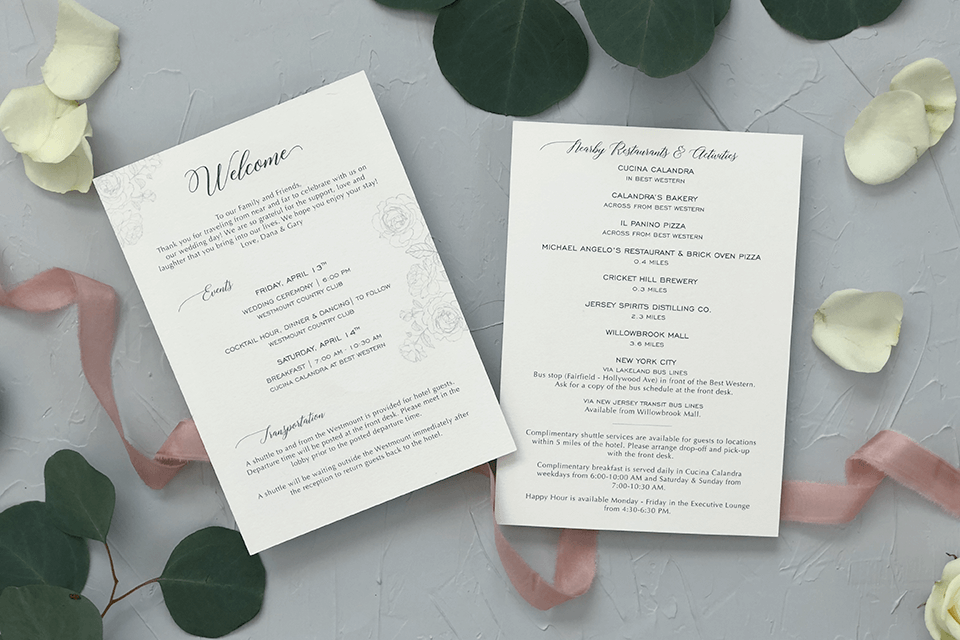 Welcome
To our Family and Friends,
Thank you for traveling from near and far to celebrate with us on
our wedding day! We are so grateful for the support, love and
laughter that you bring into our lives. We hope you enjoy your stay!
Love, Dana & Gary
Events
FRIDAY, APRIL 13TH
WEDDING CEREMONY | 6:00 PM
WESTMOUNT COUNTRY CLUB
COCKTAIL HOUR, DINNER & DANCING| TO FOLLOW
WESTMOUNT COUNTRY CLUB
SATURDAY, APRIL 14TH
BREAKFAST | 7:00 AM - 10:30 AM
CUCINA CALANDRA AT BEST WESTERN
Transportation
A shuttle to and from the Westmount is provided for hotel guests.
Departure time will be posted at the front desk. Please meet in the
lobby prior to the posted departure time.
A shuttle will be waiting outside the Westmount immediately after
the reception to return guests back to the hotel.
Nearby Restaurants & Activities
CUCINA CALANDRA
IN BEST WESTERN
CALANDRA'S BAKERY
ACROSS FROM BEST WESTERN
IL PANINO PIZZA
ACROSS FROM BEST WESTERN
MICHAEL ANGELO'S RESTAURANT & BRICK OVEN PIZZA
0.4 MILES
CRICKET HILL BREWERY
0.3 MILES
JERSEY SPIRITS DISTILLING CO.
2.3 MILES
WILLOWBROOK MALL
3.6 MILES
NEW YORK CITY
VIA LAKELAND BUS LINES
Bus stop (Fairfield - Hollywood Ave) in front of the Best Western.
Ask for a copy of the bus schedule at the front desk.
VIA NEW JERSEY TRANSIT BUS LINES
Available from Willowbrook Mall.
Complimentary shuttle services are available for guests to locations
within 5 miles of the hotel. Please arrange drop-off and pick-up
with the front desk.
Complimentary breakfast is served daily in Cucina Calandra
weekdays from 6:00-10:00 AM and Saturday & Sunday from
7:00-10:30 AM.
Happy Hour is available Monday - Friday in the Executive Lounge
from 4:30-6:30 PM.